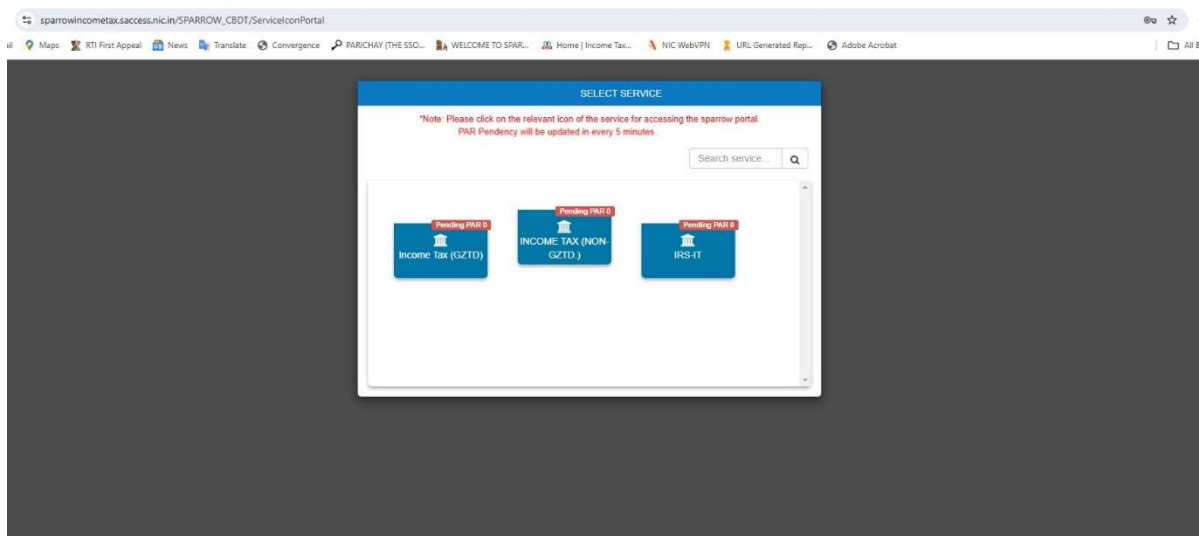 sparrowincometax.saccess.nic.in/SPARROW_CBDT/ServiceIconPortal
Maps RTI First Appeal News Translate Convergence PARICHAY (THE SSO... WELCOME TO SPAR... Home | Income Tax... NIC WebVPN URL Generated Rep... Adobe Acrobat All
SELECT SERVICE
*Note: Please click on the relevant icon of the service for accessing the sparrow portal.
PAR Pendency will be updated in every 5 minutes .
Search service...
Pending PAR 0
Income Tax (GZTD)
Pending PAR 0
INCOME TAX (NON-
GZTD.)
Pending PAR 0
IRS-IT